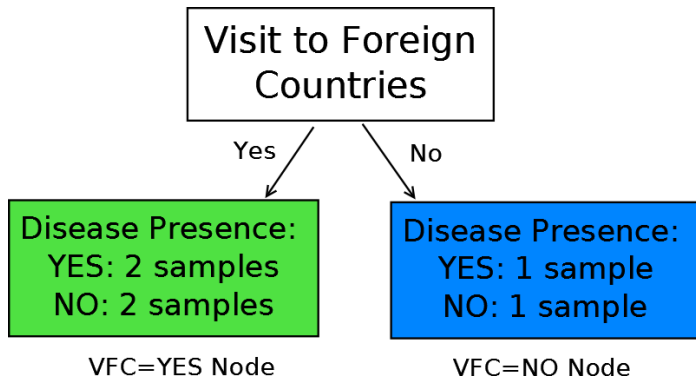 Visit to Foreign
Countries
Yes
No
Disease Presence:
YES: 2 samples
NO: 2 samples
Disease Presence:
YES: 1 sample
NO: 1 sample
VFC=YES Node
VFC=NO Node